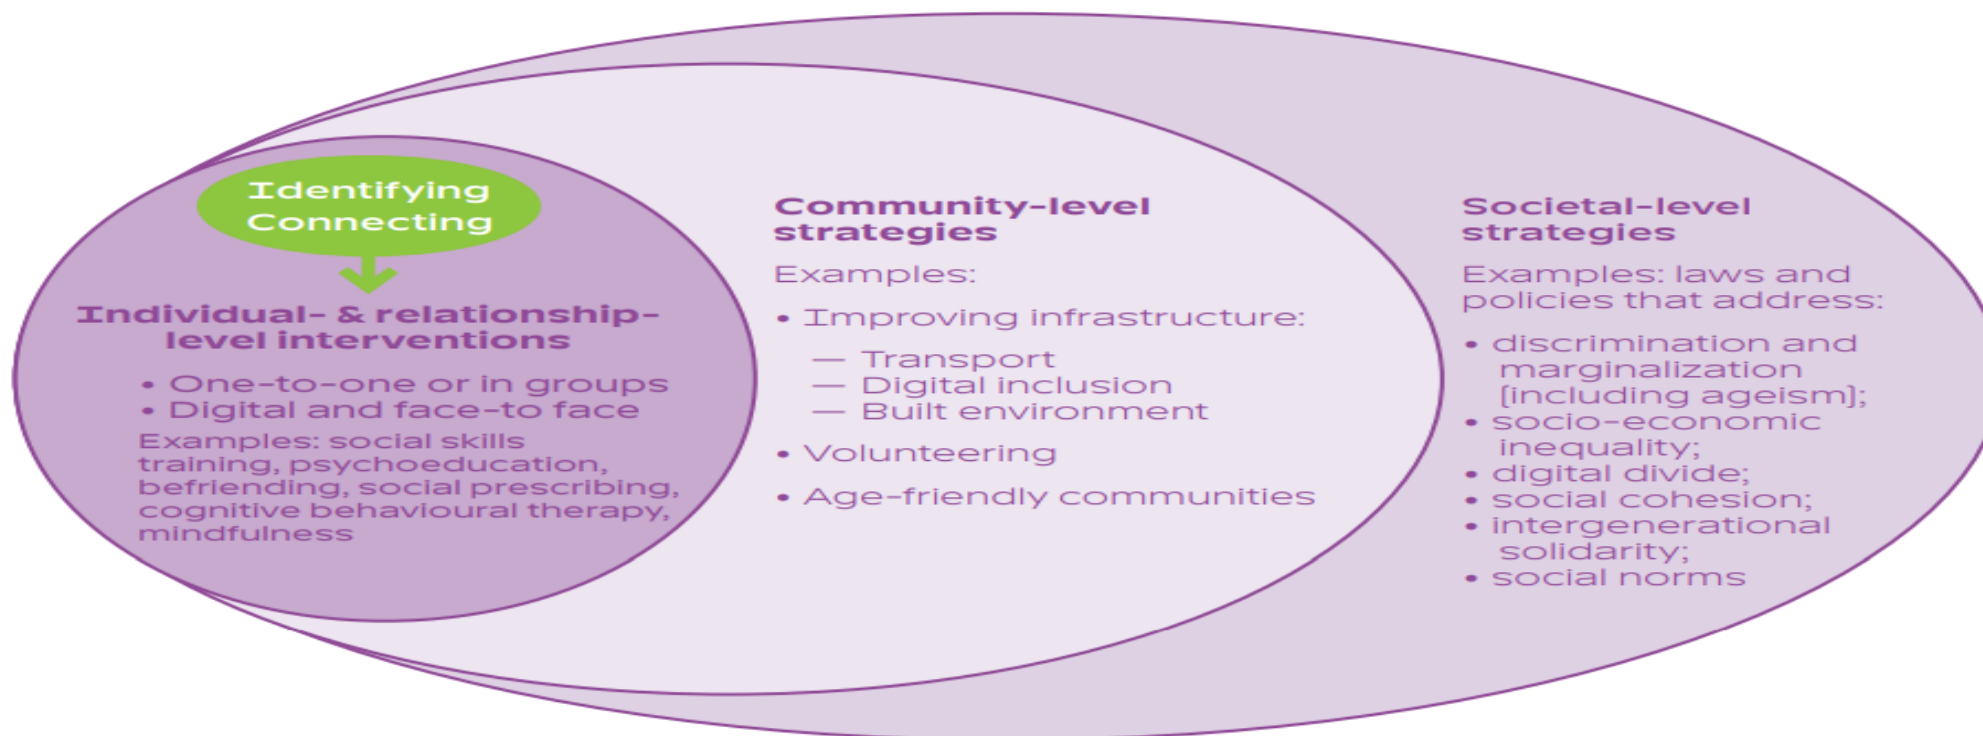 Identifying
Connecting
Individual- & relationship-
level interventions
• One-to-one or in groups
• Digital and face-to face
Examples: social skills
training, psychoeducation,
befriending, social prescribing,
cognitive behavioural therapy,
mindfulness
Community-level
strategies
Examples:
• Improving infrastructure:
— Transport
— Digital inclusion
— Built environment
• Volunteering
• Age-friendly communities
Societal-level
strategies
Examples: laws and
policies that address:
• discrimination and
marginalization
[including ageism];
• socio-economic
inequality;
• digital divide;
• social cohesion;
• intergenerational
solidarity;
• social norms